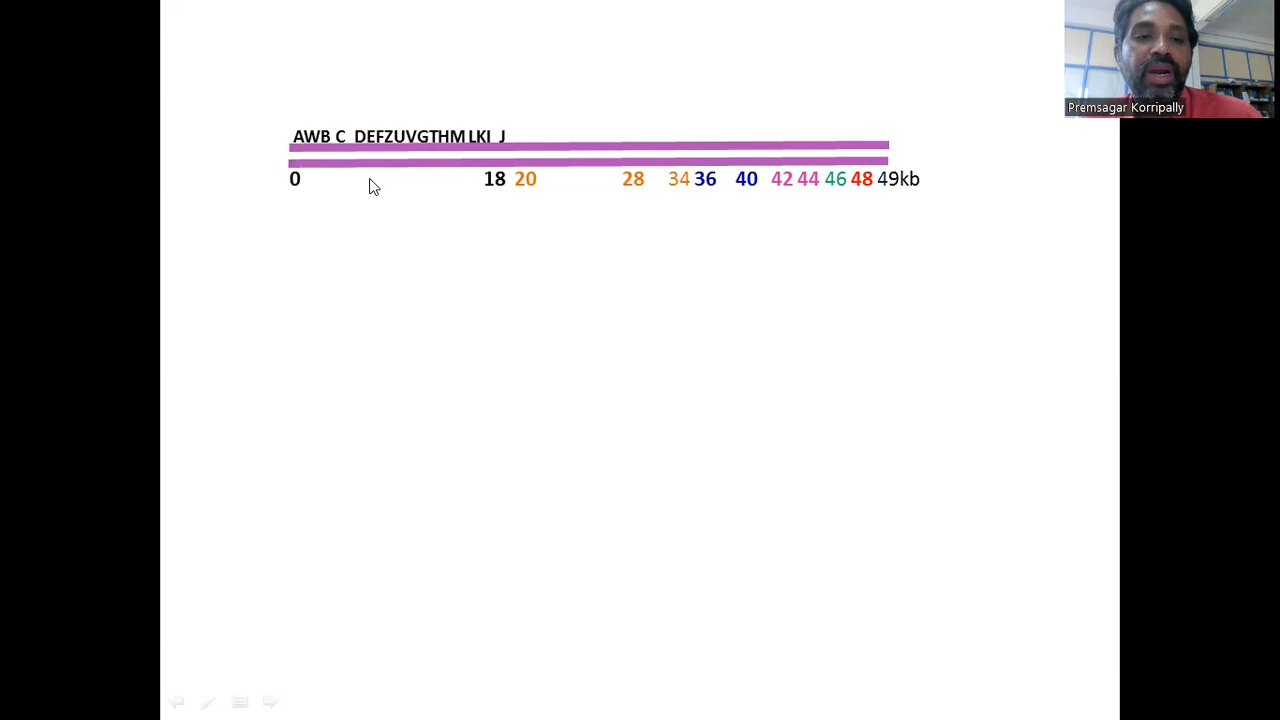 Premsagar Korripally
AWB C DEFZUVGTHM LKI J
0 18 20 28 34 36 40 42 44 46 48 49kb